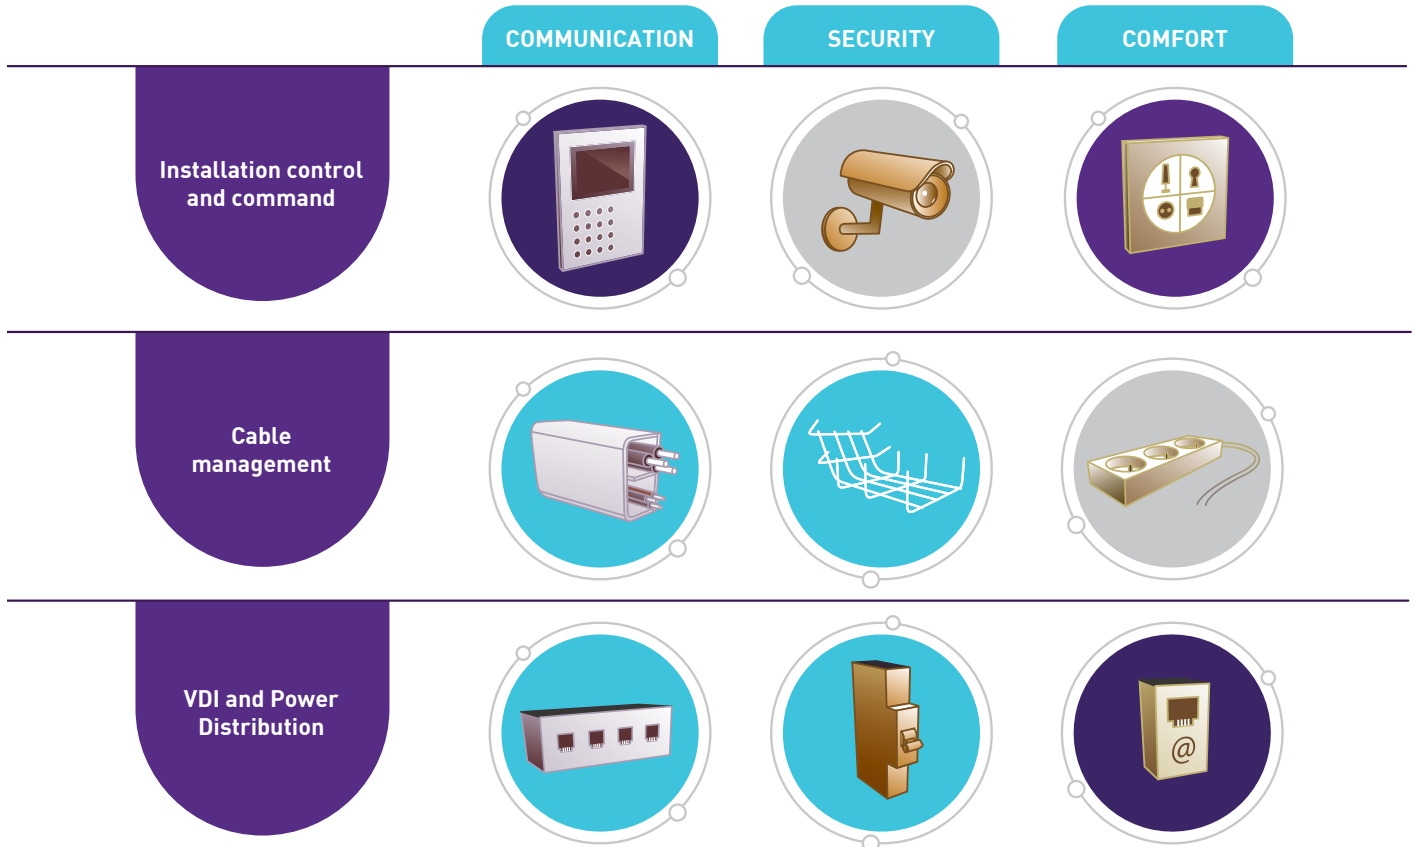 COMMUNICATION
SECURITY
COMFORT
Installation control
and command
Cable
management
VDI and Power
Distribution
@